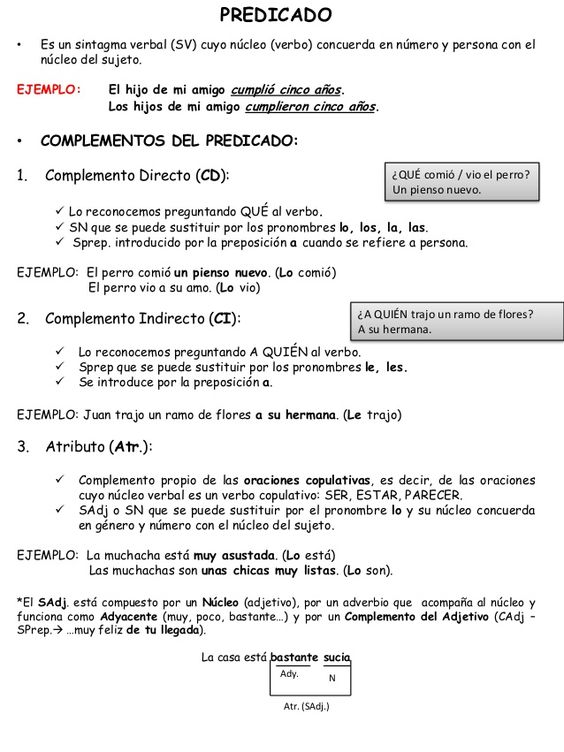 PREDICADO
• Es un sintagma verbal (SV) cuyo núcleo (verbo) concuerda en número y persona con el
núcleo del sujeto.
EJEMPLO: El hijo de mi amigo cumplió cinco años.
Los hijos de mi amigo cumplieron cinco años.
• COMPLEMENTOS DEL PREDICADO:
1. Complemento Directo (CD):
¿QUÉ comió / vio el perro?
Un pienso nuevo.
✓ Lo reconocemos preguntando QUÉ al verbo.
✓ SN que se puede sustituir por los pronombres lo, los, la, las.
✓ Sprep. introducido por la preposición a cuando se refiere a persona.
EJEMPLO: El perro comió un pienso nuevo. (Lo comió)
El perro vio a su amo. (Lo vio)
2. Complemento Indirecto (CI):
¿A QUIÉN trajo un ramo de flores?
A su hermana.
✓ Lo reconocemos preguntando A QUIÉN al verbo.
✓ Sprep que se puede sustituir por los pronombres le, les.
✓ Se introduce por la preposición a.
EJEMPLO: Juan trajo un ramo de flores a su hermana. (Le trajo)
3. Atributo (Atr.):
✓ Complemento propio de las oraciones copulativas, es decir, de las oraciones
cuyo núcleo verbal es un verbo copulativo: SER, ESTAR, PARECER.
✓ SAdj o SN que se puede sustituir por el pronombre lo y su núcleo concuerda
en género y número con el núcleo del sujeto.
EJEMPLO: La muchacha está muy asustada. (Lo está)
Las muchachas son unas chicas muy listas. (Lo son).
*El SAdj. está compuesto por un Núcleo (adjetivo), por un adverbio que acompaña al núcleo y
funciona como Adyacente (muy, poco, bastante…) y por un Complemento del Adjetivo (CAdj –
SPrep.→ …muy feliz de tu llegada).
La casa está bastante sucia
Ady. N
Atr. (SAdj.)